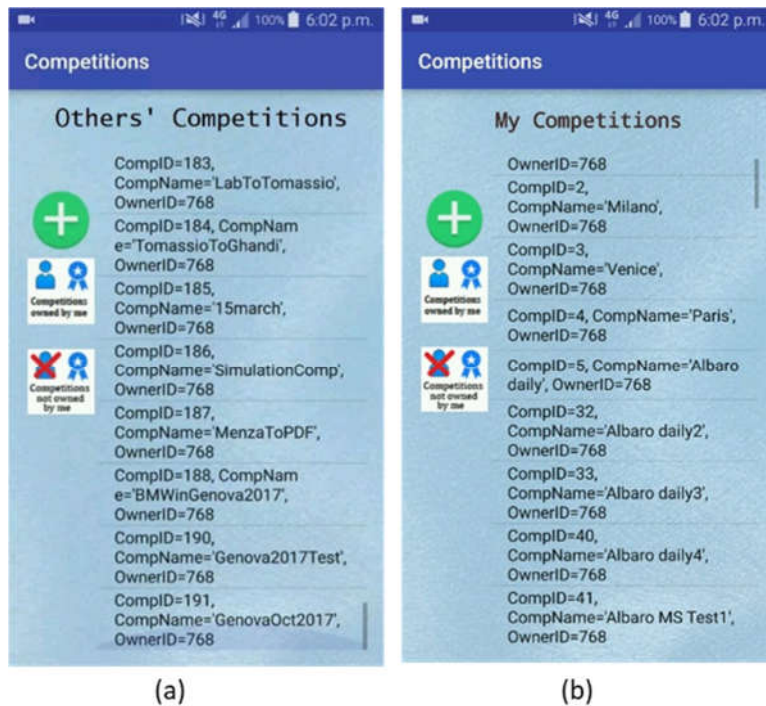 4G 100% 6:02 p.m.
Competitions
Others' Competitions
CompID=183,
CompName='LabToTomassio',
OwnerID=768
CompID=184, CompNam
e='TomassioToGhandi',
OwnerID=768
CompID=185,
CompName='15march',
OwnerID=768
CompID=186,
CompName='SimulationComp',
OwnerID=768
CompID=187,
CompName='MenzaToPDF',
OwnerID=768
CompID=188, CompNam
e='BMWinGenova2017',
OwnerID=768
CompID=190,
CompName='Genova2017Test',
OwnerID=768
CompID=191,
CompName='GenovaOct2017',
OwnerID=768
Competitions
owned by me
Competitions
not owned
by me
(a)
4G 100% 6:02 p.m.
Competitions
My Competitions
OwnerID=768
CompID=2,
CompName='Milano',
OwnerID=768
CompID=3,
CompName='Venice',
OwnerID=768
CompID=4, CompName='Paris',
OwnerID=768
CompID=5, CompName='Albaro
daily', OwnerID=768
CompID=32,
CompName='Albaro daily2',
OwnerID=768
CompID=33,
CompName='Albaro daily3',
OwnerID=768
CompID=40,
CompName='Albaro daily4',
OwnerID=768
CompID=41,
CompName='Albaro MS Test1',
OwnerID=768
Competitions
owned by me
Competitions
not owned
by me
(b)